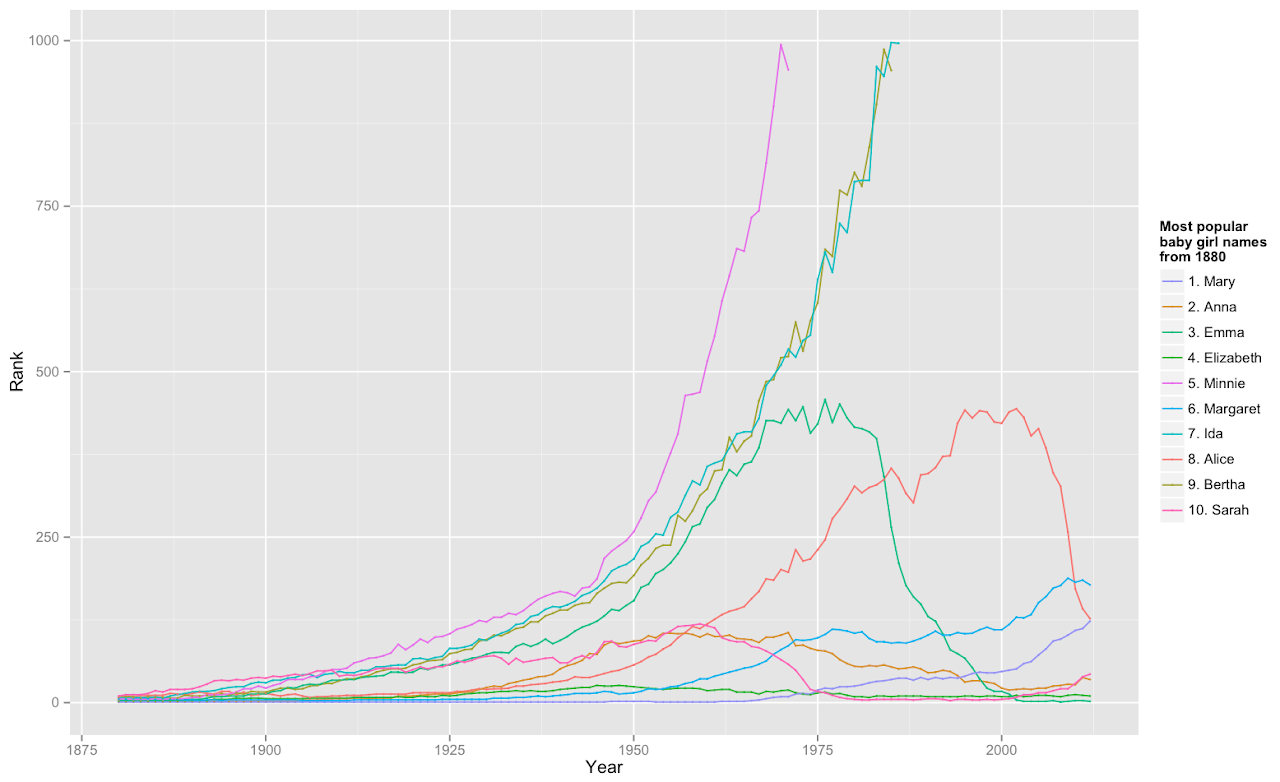 1000
750
500
250
0
Rank
1875
1900
1925
1950
1975
2000
Year
Most popular
baby girl names
from 1880
1. Mary
2. Anna
3. Emma
4. Elizabeth
5. Minnie
6. Margaret
7. Ida
8. Alice
9. Bertha
10. Sarah